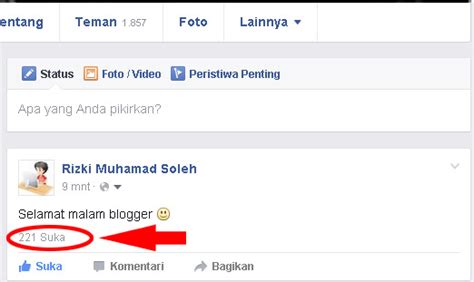 entang Teman 1.857 Foto Lainnya
Status Foto / Video Peristiwa Penting
Apa yang Anda pikirkan?
Rizki Muhamad Soleh
9 mnt ·
Selamat malam blogger
221 Suka
Suka Komentari Bagikan